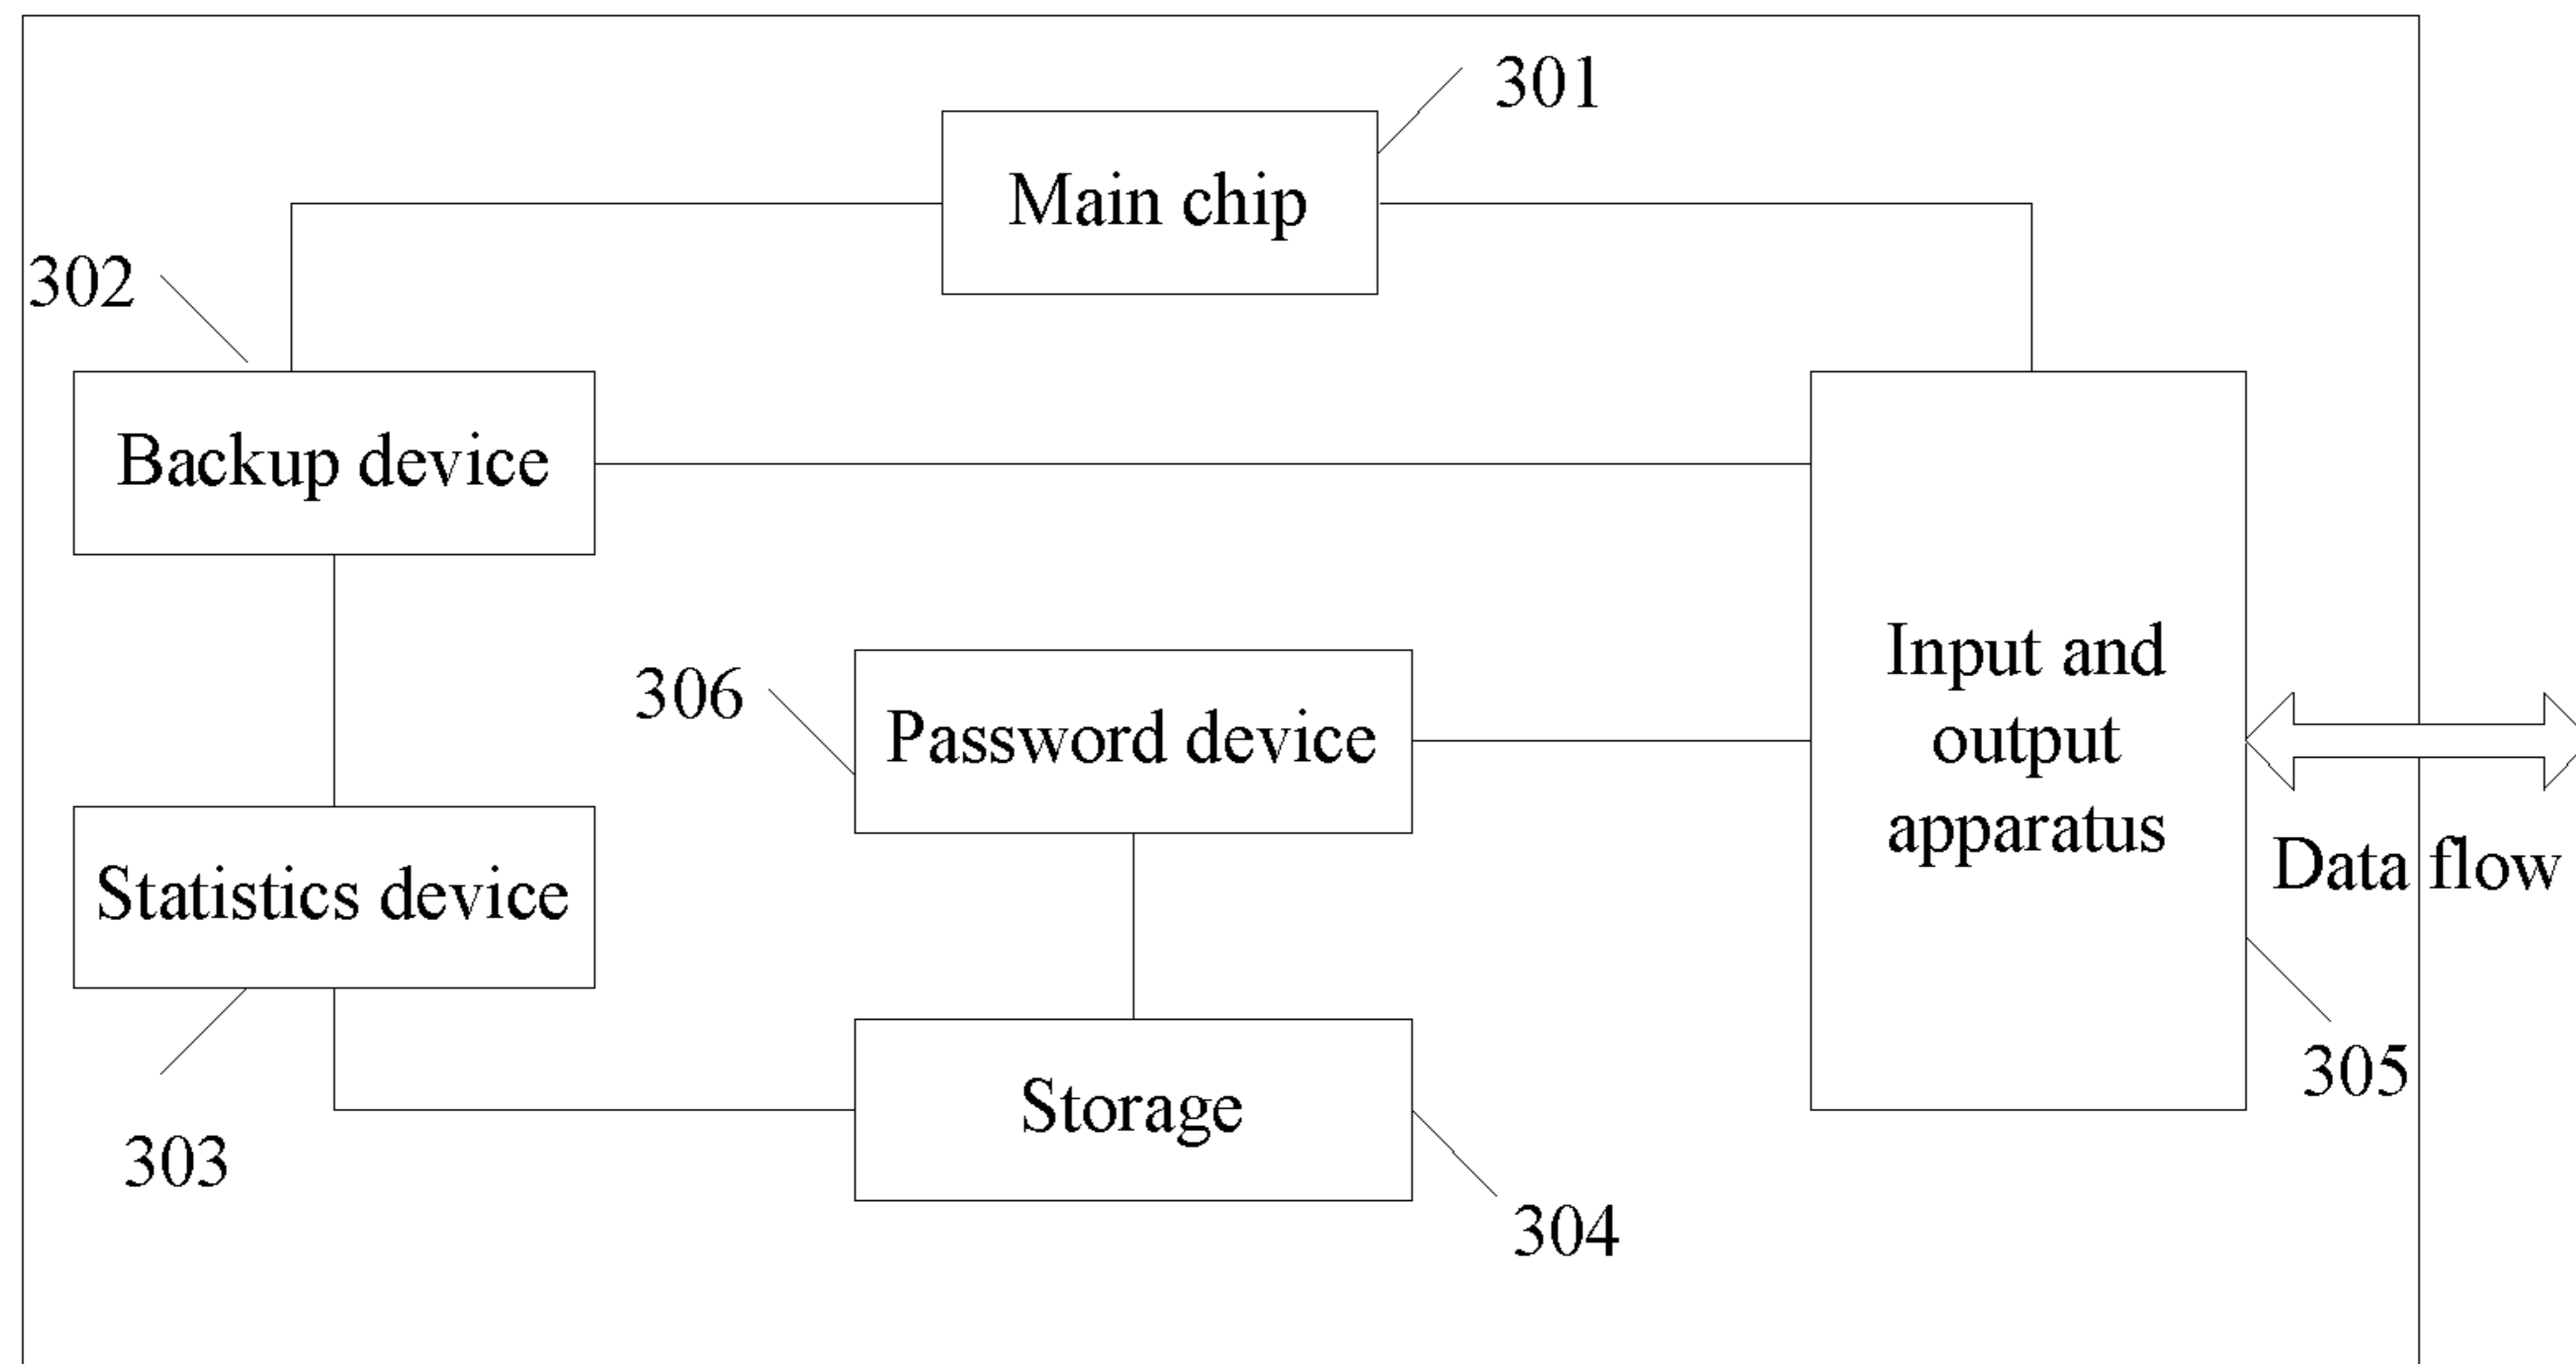 301
Main chip
302
Backup device
306
Password device
Input and
output
apparatus
Data flow
Statistics device
303
Storage
304
305